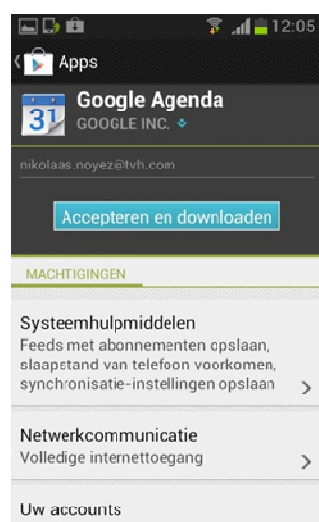 12:05
Apps
31
Google Agenda
GOOGLE INC.
nikolaas.noyez@tvh.com
Accepteren en downloaden
MACHTIGINGEN
Systeemhulpmiddelen
Feeds met abonnementen opslaan,
slaapstand van telefoon voorkomen,
synchronisatie-instellingen opslaan
Netwerkcommunicatie
Volledige internettoegang
Uw accounts